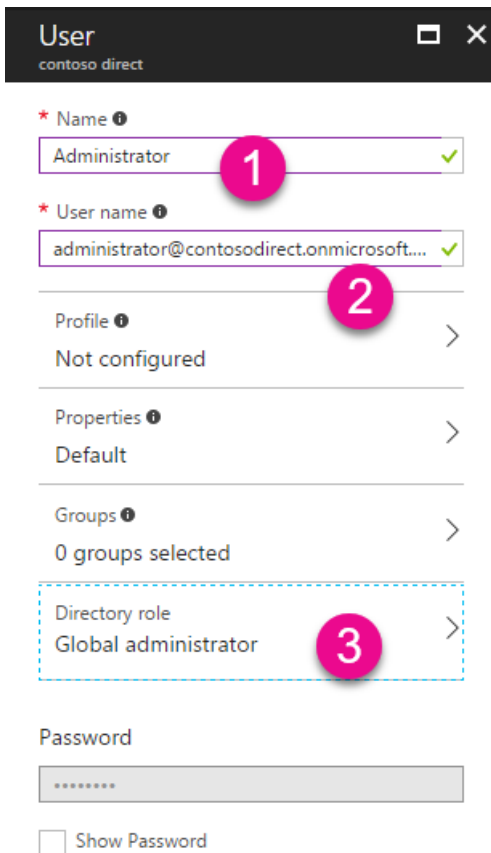 User
contoso direct
* Name
Administrator
1
* User name
administrator@contosodirect.onmicrosoft....
2
Profile
Not configured
Properties
Default
Groups
0 groups selected
Directory role
Global administrator
3
Password
••••••••
Show Password